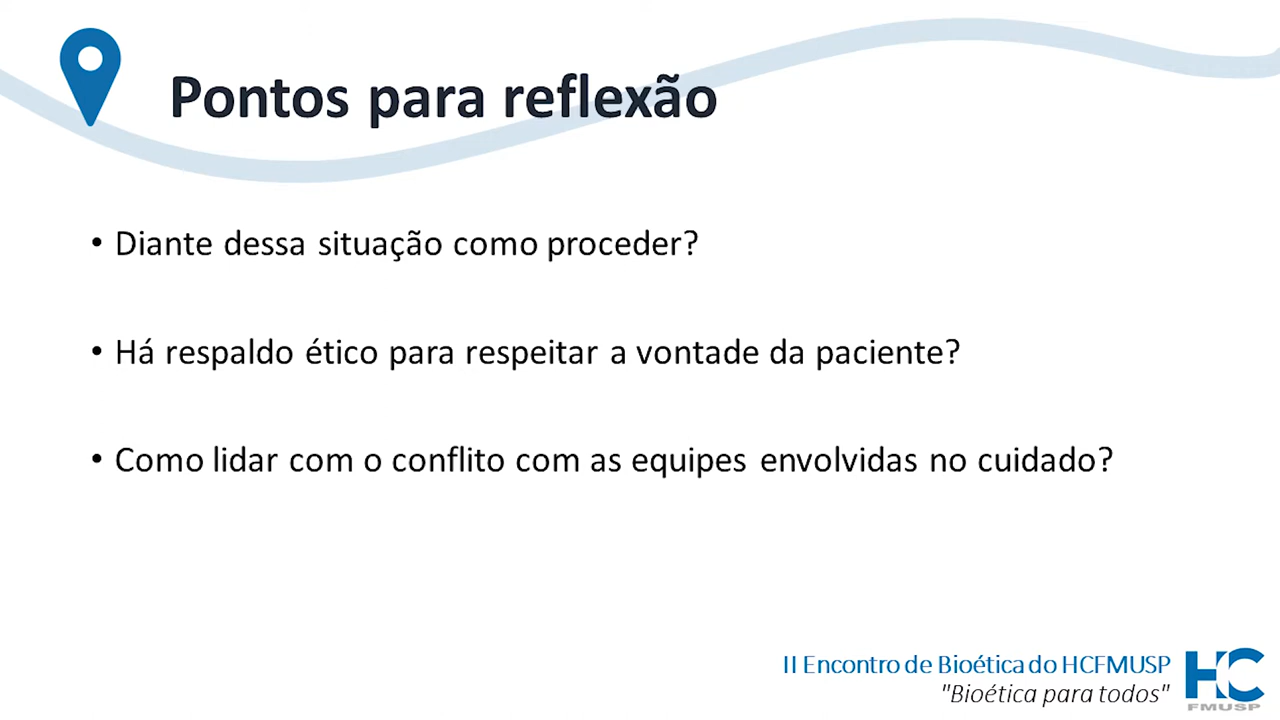 Pontos para reflexão
• Diante dessa situação como proceder?
• Há respaldo ético para respeitar a vontade da paciente?
• Como lidar com o conflito com as equipes envolvidas no cuidado?
II Encontro de Bioética do HCFMUSP
"Bioética para todos"
HC
FMUSP